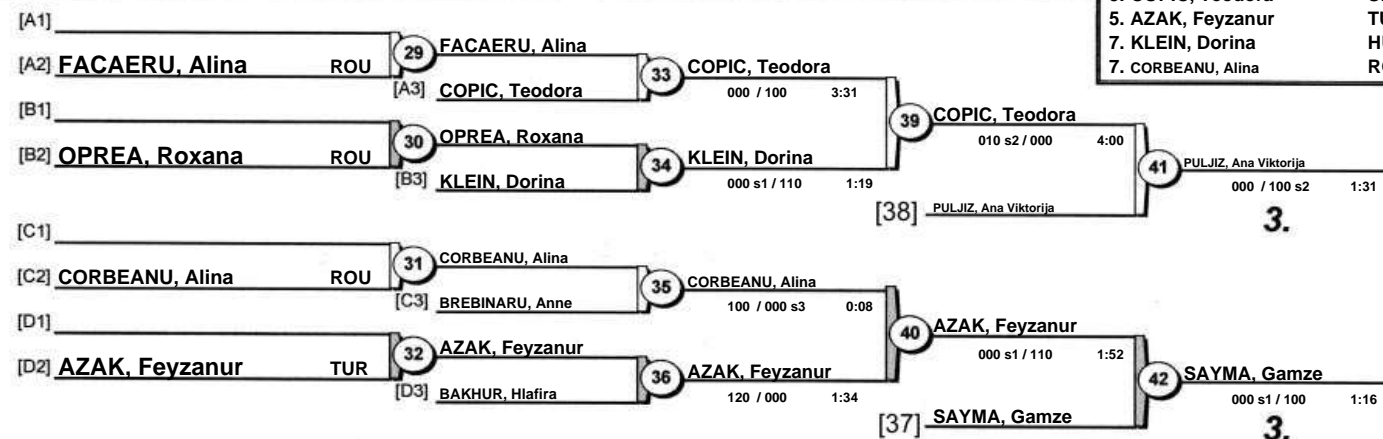 5. AZAK, Feyzanur
7. KLEIN, Dorina
7. CORBEANU, Alina
[A1]
[A2] FACAERU, Alina ROU
29
FACAERU, Alina
[A3] COPIC, Teodora
33
COPIC, Teodora
000 / 100 3:31
[B1]
[B2] OPREA, Roxana ROU
30
OPREA, Roxana
[B3] KLEIN, Dorina
34
KLEIN, Dorina
000 s1 / 110 1:19
39
COPIC, Teodora
010 s2 / 000 4:00
[38] PULJIZ, Ana Viktorija
41
PULJIZ, Ana Viktorija
000 / 100 s2 1:31
3.
[C1]
[C2] CORBEANU, Alina ROU
31
CORBEANU, Alina
[C3] BREBINARU, Anne
35
CORBEANU, Alina
100 / 000 s3 0:08
[D1]
[D2] AZAK, Feyzanur TUR
32
AZAK, Feyzanur
[D3] BAKHUR, Hlafira
36
AZAK, Feyzanur
120 / 000 1:34
40
AZAK, Feyzanur
000 s1 / 110 1:52
[37] SAYMA, Gamze
42
SAYMA, Gamze
000 s1 / 100 1:16
3.